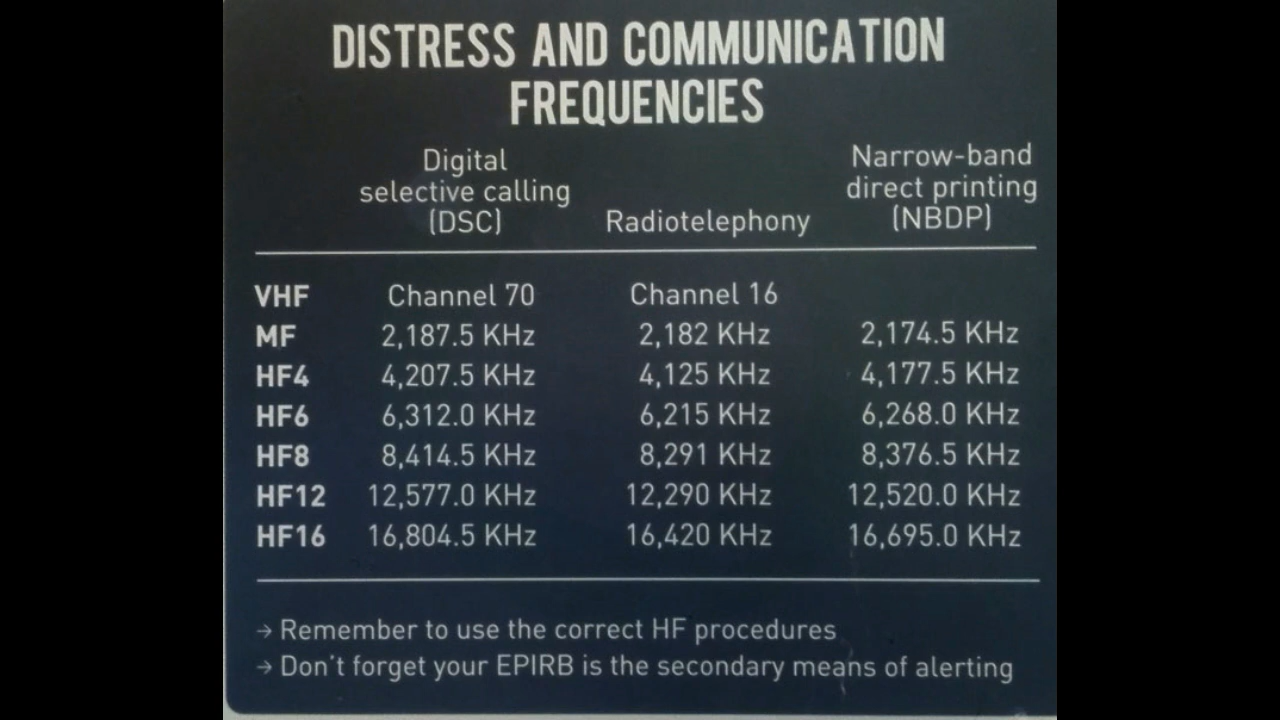 DISTRESS AND COMMUNICATION
FREQUENCIES
Digital selective calling (DSC) Radiotelephony Narrow-band direct printing (NBDP)
VHF Channel 70 Channel 16
MF 2,187.5 KHz 2,182 KHz 2,174.5 KHz
HF4 4,207.5 KHz 4,125 KHz 4,177.5 KHz
HF6 6,312.0 KHz 6,215 KHz 6,268.0 KHz
HF8 8,414.5 KHz 8,291 KHz 8,376.5 KHz
HF12 12,577.0 KHz 12,290 KHz 12,520.0 KHz
HF16 16,804.5 KHz 16,420 KHz 16,695.0 KHz
→ Remember to use the correct HF procedures
→ Don't forget your EPIRB is the secondary means of alerting